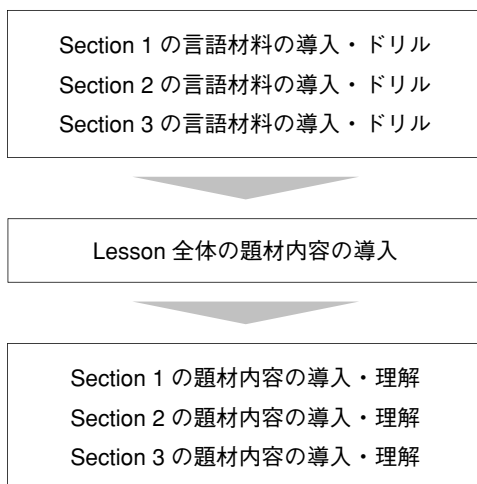 Section 1 の言語材料の導入・ドリル
Section 2 の言語材料の導入・ドリル
Section 3 の言語材料の導入・ドリル
Lesson 全体の題材内容の導入
Section 1 の題材内容の導入・理解
Section 2 の題材内容の導入・理解
Section 3 の題材内容の導入・理解